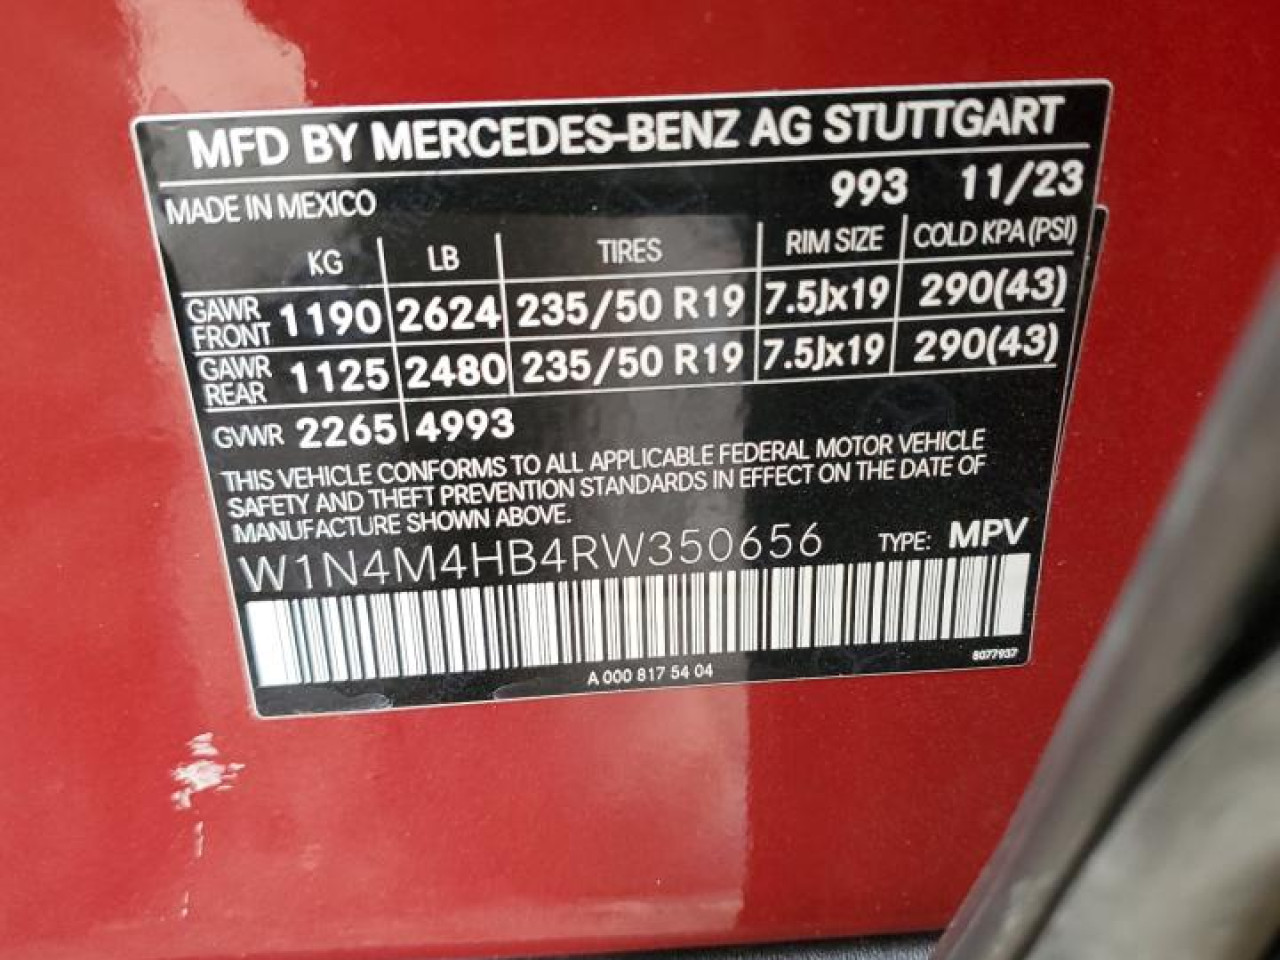 MFD BY MERCEDES-BENZ AG STUTTGART
MADE IN MEXICO 993 11/23
KG LB TIRES RIM SIZE COLD KPA (PSI)
GAWR FRONT 1190 2624 235/50 R19 7.5Jx19 290(43)
GAWR REAR 1125 2480 235/50 R19 7.5Jx19 290(43)
GVWR 2265 4993
THIS VEHICLE CONFORMS TO ALL APPLICABLE FEDERAL MOTOR VEHICLE
SAFETY AND THEFT PREVENTION STANDARDS IN EFFECT ON THE DATE OF
MANUFACTURE SHOWN ABOVE.
W1N4M4HB4RW350656 TYPE: MPV
8077937
A 000 817 54 04